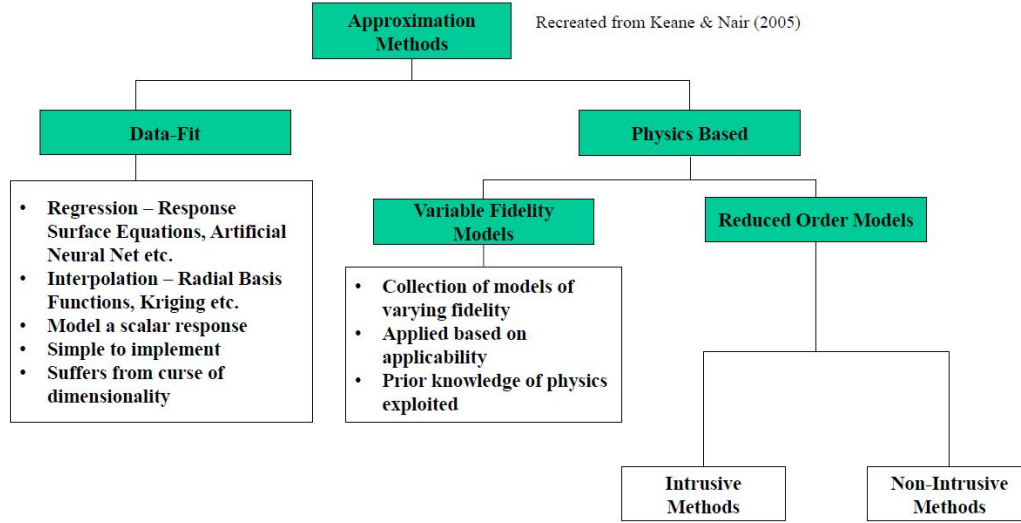 Approximation
Methods
Recreated from Keane & Nair (2005)
Data-Fit
Physics Based
• Regression – Response
Surface Equations, Artificial
Neural Net etc.
• Interpolation – Radial Basis
Functions, Kriging etc.
• Model a scalar response
• Simple to implement
• Suffers from curse of
dimensionality
Variable Fidelity
Models
Reduced Order Models
• Collection of models of
varying fidelity
• Applied based on
applicability
• Prior knowledge of physics
exploited
Intrusive
Methods
Non-Intrusive
Methods